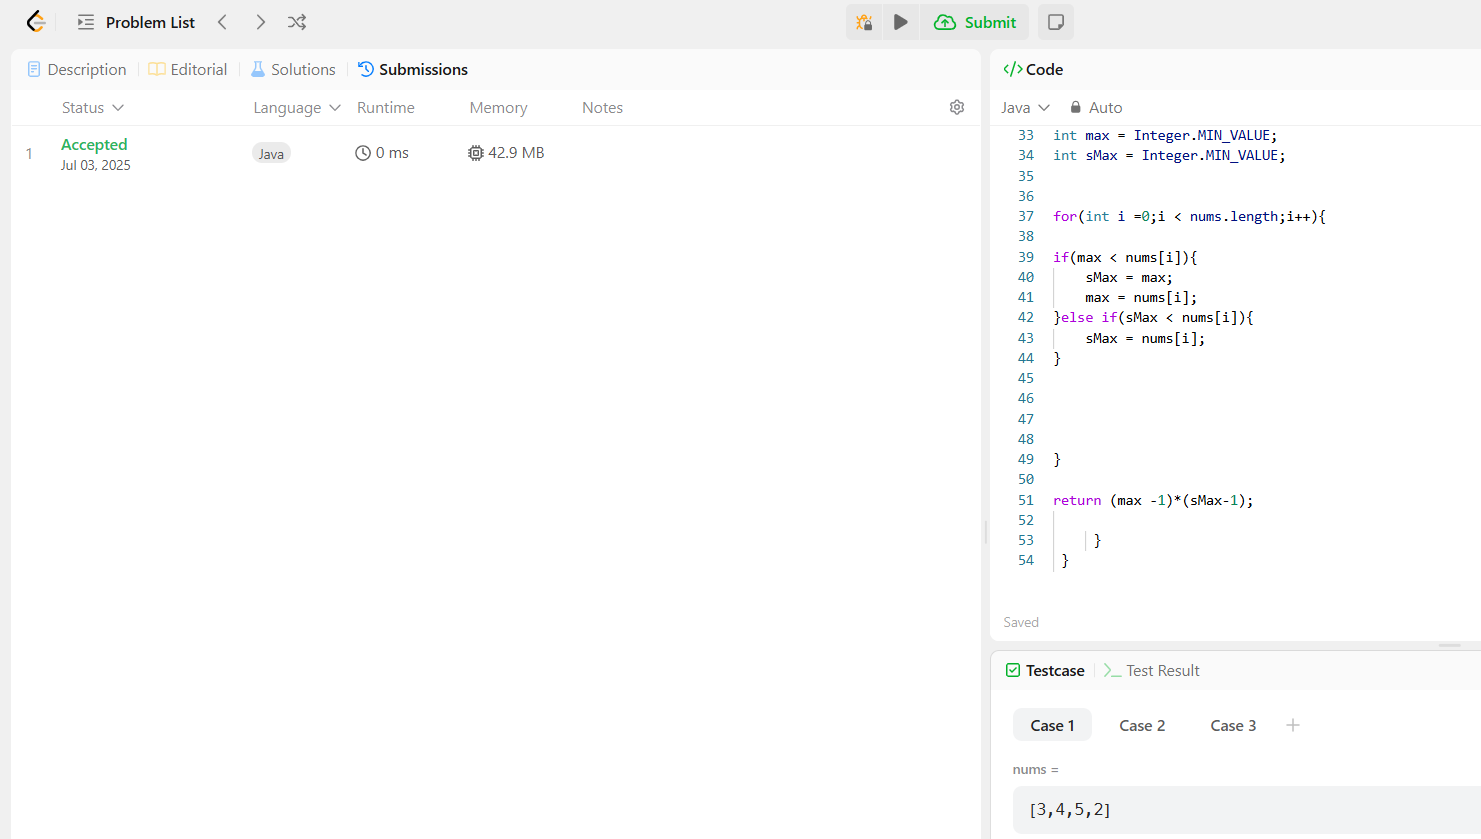 Problem List
Submit
Description Editorial Solutions Submissions
Status Language Runtime Memory Notes
1 Accepted Java 0 ms 42.9 MB
Jul 03, 2025
Code
Java Auto
33 int max = Integer.MIN_VALUE;
34 int sMax = Integer.MIN_VALUE;
35
36
37 for(int i =0;i < nums.length;i++){
38
39 if(max < nums[i]){
40     sMax = max;
41     max = nums[i];
42 }else if(sMax < nums[i]){
43     sMax = nums[i];
44 }
45
46
47
48
49 }
50
51 return (max -1)*(sMax-1);
52
53     }
54 }
Saved
Testcase Test Result
Case 1 Case 2 Case 3
nums =
[3,4,5,2]